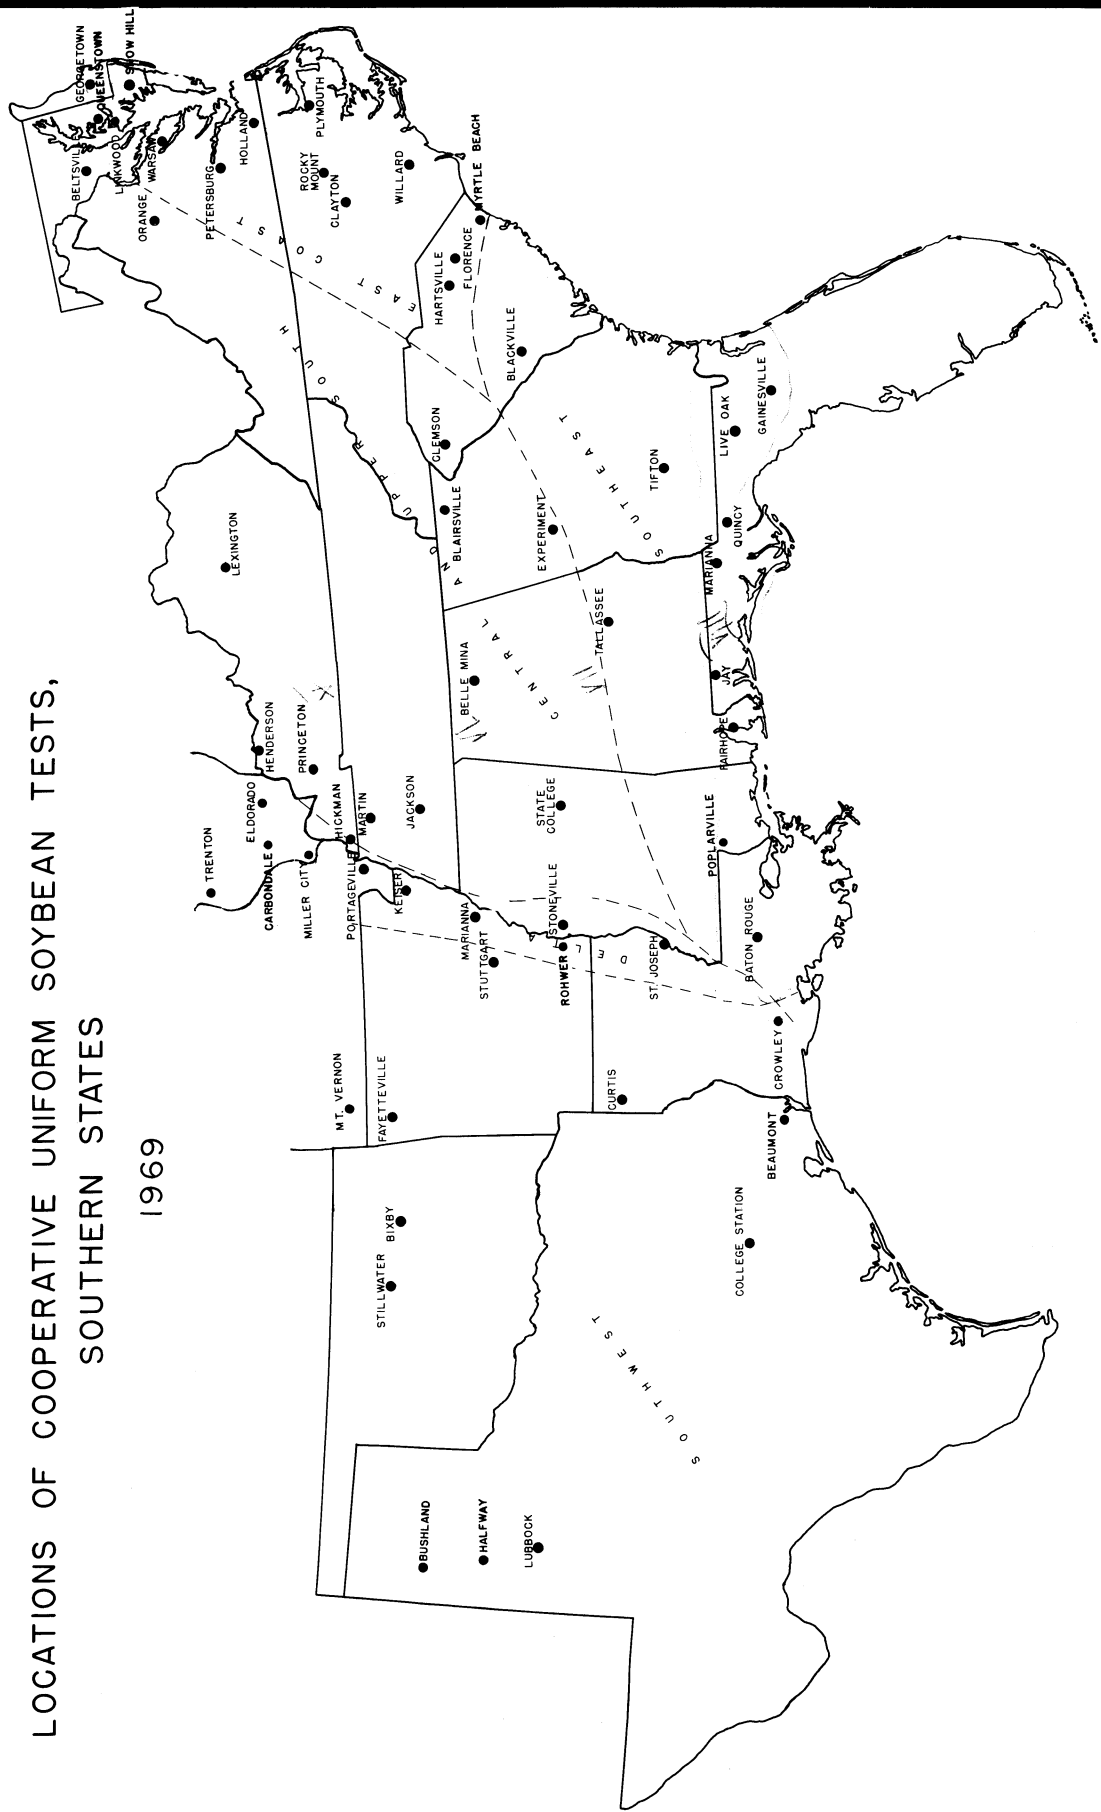 LOCATIONS OF COOPERATIVE UNIFORM SOYBEAN TESTS,
SOUTHERN STATES
1969
GEORGETOWN
QUEENSTOWN
SNOW HILL
BELTSVILLE
LINKWOOD
WARSAW
ORANGE
PETERSBURG
HOLLAND
PLYMOUTH
ROCKY
MOUNT
CLAYTON
WILLARD
MYRTLE BEACH
FLORENCE
HARTSVILLE
BLACKVILLE
CLEMSON
EAST COAST
UPPER AND CENTRAL SOUTH
SOUTHEAST
LEXINGTON
BLAIRSVILLE
EXPERIMENT
TIFTON
LIVE OAK
GAINESVILLE
QUINCY
MARIANNA
JAY
FAIRHOPE
TALLASSEE
BELLE MINA
HENDERSON
PRINCETON
ELDORADO
TRENTON
CARBONDALE
MILLER CITY
HICKMAN
MARTIN
JACKSON
PORTAGEVILLE
KEISER
STATE
COLLEGE
POPLARVILLE
STONEVILLE
MARIANNA
STUTTGART
ROHWER
DELTA
ST. JOSEPH
BATON ROUGE
CROWLEY
CURTIS
MT. VERNON
FAYETTEVILLE
BEAUMONT
BIXBY
STILLWATER
COLLEGE STATION
SOUTHWEST
BUSHLAND
HALFWAY
LUBBOCK